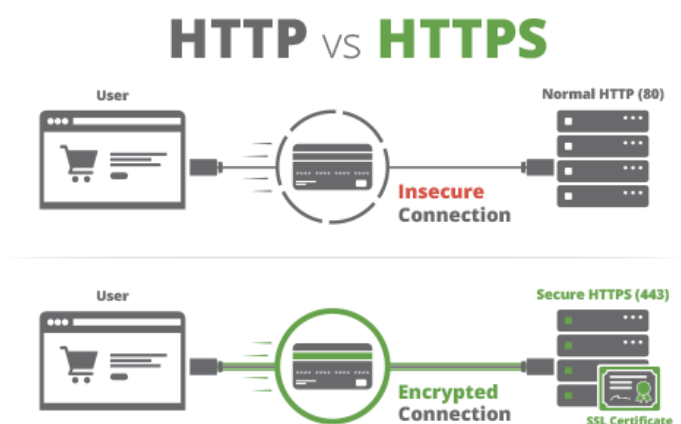 HTTP VS HTTPS
User
Normal HTTP (80)
Insecure
Connection
User
Secure HTTPS (443)
Encrypted
Connection
SSL Certificate